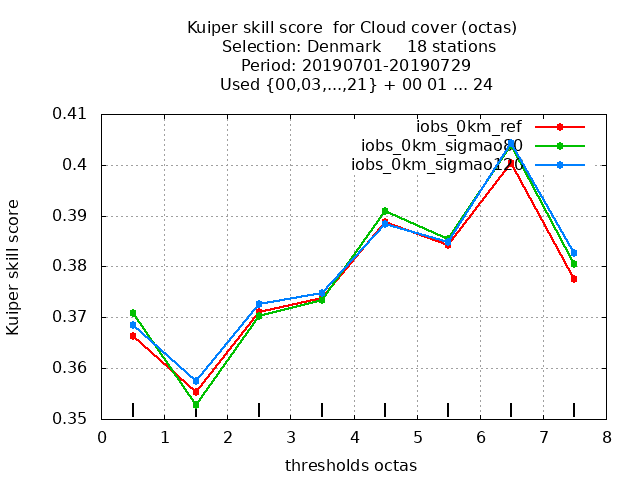 Kuiper skill score  for Cloud cover (octas)
Selection: Denmark     18 stations
Period: 20190701-20190729
Used {00,03,...,21} + 00 01 ... 24
iobs_0km_ref
iobs_0km_sigmao80
iobs_0km_sigmao120
0.41
0.4
0.39
0.38
0.37
0.36
0.35
Kuiper skill score
0 1 2 3 4 5 6 7 8
thresholds octas